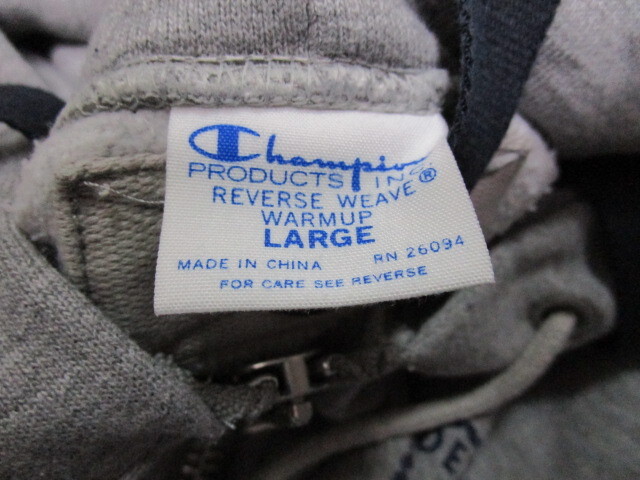 Champion
PRODUCTS INC.
REVERSE WEAVE®
WARMUP
LARGE
MADE IN CHINA RN 26094
FOR CARE SEE REVERSE